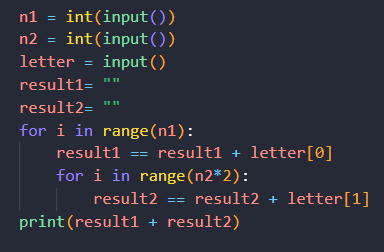 n1 = int(input())
n2 = int(input())
letter = input()
result1= ""
result2= ""
for i in range(n1):
    result1 == result1 + letter[0]
    for i in range(n2*2):
        result2 == result2 + letter[1]
print(result1 + result2)